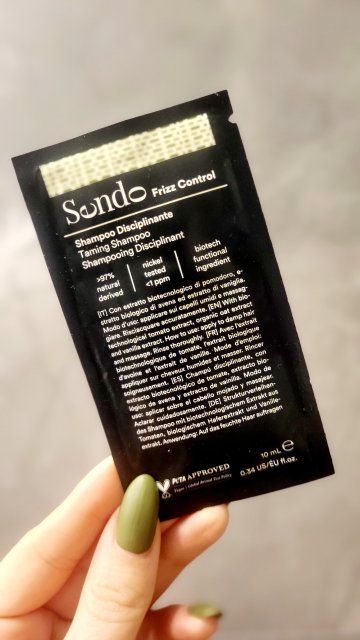 Sendo Frizz Control
Shampoo Disciplinante
Taming Shampoo
Shampooing Disciplinant
>97%
natural
derived
nickel
tested
<1 ppm
biotech
functional
ingredient
[IT] Con estratto biotecnologico di pomodoro, e-
stratto biologico di avena ed estratto di vaniglia.
Modo d'uso: applicare sui capelli umidi e massag-
giare. Risciacquare accuratamente. [EN] With bio-
technological tomato extract, organic oat extract
and vanilla extract. How to use: apply to damp hair
and massage. Rinse thoroughly. [FR] Avec l'extrait
biotechnologique de tomate, l'extrait biologique
d'avoine et l'extrait de vanille. Mode d'emploi:
appliquer sur cheveux humides et masser. Rincer
soigneusement. [ES] Champú disciplinante, con
extracto biotecnológico de tomate, extracto bio-
lógico de avena y extracto de vainilla. Modo de
uso: aplicar sobre el cabello mojado y masajear.
Aclarar cuidadosamente. [DE] Strukturverfeinern-
des Shampoo mit biotechnologischem Extrakt aus
Tomaten, biologischem Haferextrakt und Vanille-
extrakt. Anwendung: Auf das feuchte Haar auftragen
PETA APPROVED
Vegan | Global Animal Test Policy
10 mL ℮
0.34 US/EU fl.oz.